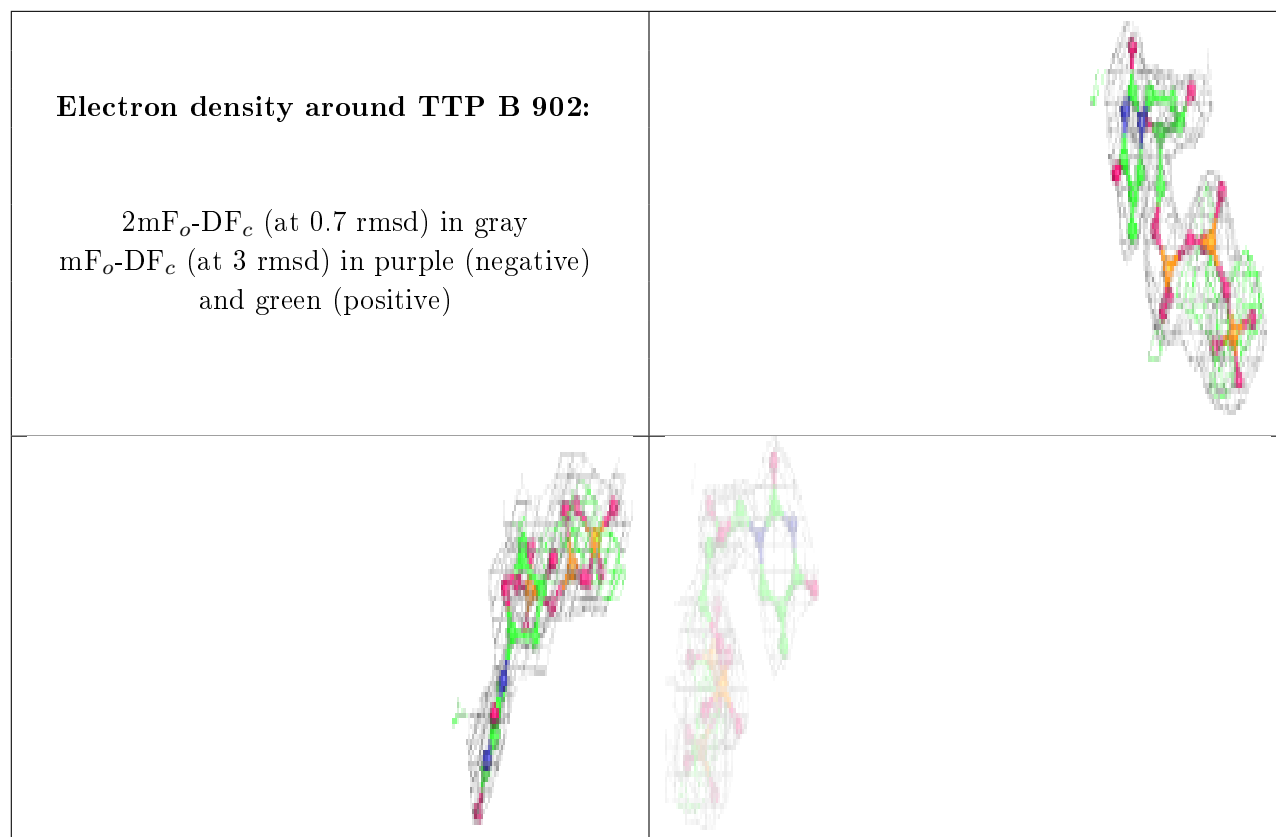 Electron density around TTP B 902:
2mFₒ-DF𝒸 (at 0.7 rmsd) in gray
mFₒ-DF𝒸 (at 3 rmsd) in purple (negative)
and green (positive)